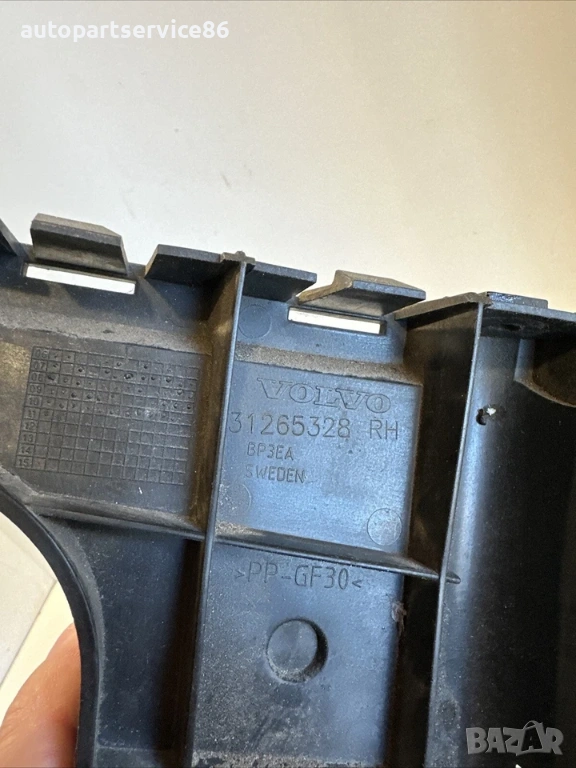 autopartservice86
VOLVO
31265328 RH
BP3EA
SWEDEN
>PP-GF30<
BAZAR